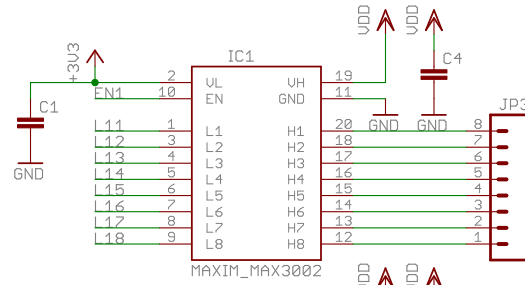 VDD VDD
+3V3
IC1
C4
2 VL VH 19
EN1 10 EN GND 11
C1
GND GND
JP3
L11 1 L1 H1 20 8
L12 3 L2 H2 18 7
L13 4 L3 H3 17 6
L14 5 L4 H4 16 5
L15 6 L5 H5 15 4
L16 7 L6 H6 14 3
L17 8 L7 H7 13 2
L18 9 L8 H8 12 1
GND
MAXIM_MAX3002
VDD VDD